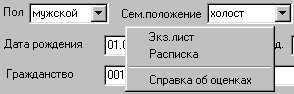 Пол мужской Сем.положение холост
Экз.лист
Дата рождения 01.0 д.
Расписка
Гражданство 001
Справка об оценках